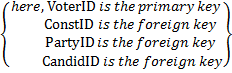 here, VoterID is the primary key
ConstID is the foreign key
PartyID is the foreign key
CandidID is the foreign key